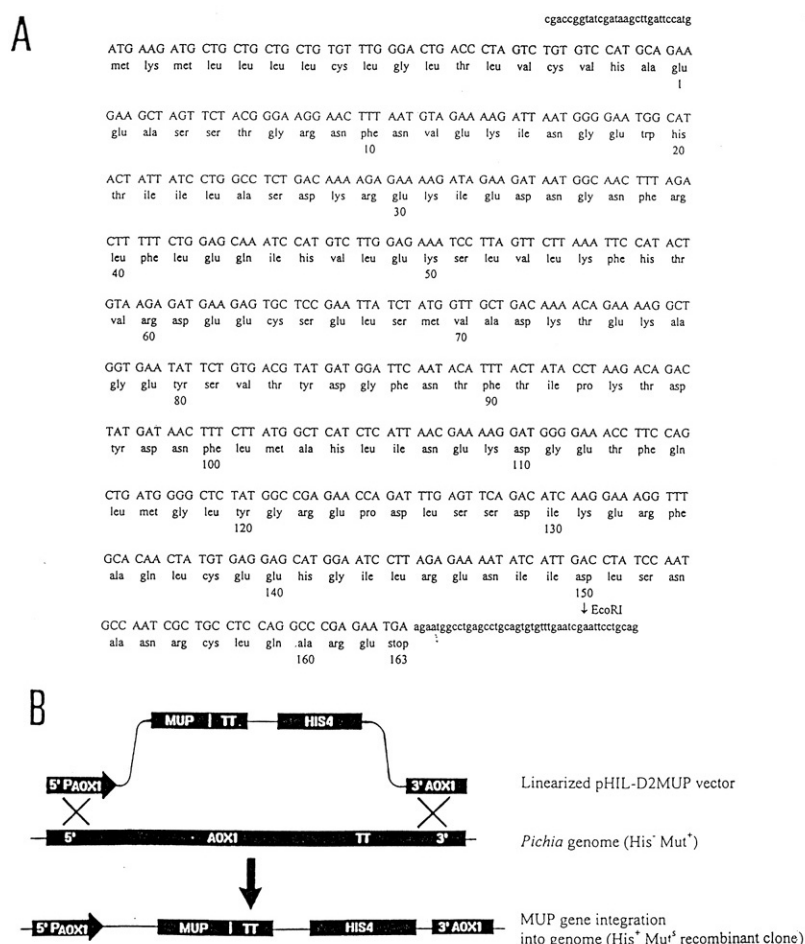 cgaccggtatcgataagcttgattccatg
A
ATG AAG ATG CTG CTG CTG CTG TGT TTG GGA CTG ACC CTA GTC TGT GTC CAT GCA GAA
met lys met leu leu leu leu cys leu gly leu thr leu val cys val his ala glu
1
GAA GCT AGT TCT ACG GGA AGG AAC TTT AAT GTA GAA AAG ATT AAT GGG GAA TGG CAT
glu ala ser ser thr gly arg asn phe asn val glu lys ile asn gly glu trp his
10 20
ACT ATT ATC CTG GCC TCT GAC AAA AGA GAA AAG ATA GAA GAT AAT GGC AAC TTT AGA
thr ile ile leu ala ser asp lys arg glu lys ile glu asp asn gly asn phe arg
30
CTT TTT CTG GAG CAA ATC CAT GTC TTG GAG AAA TCC TTA GTT CTT AAA TTC CAT ACT
leu phe leu glu gln ile his val leu glu lys ser leu val leu lys phe his thr
40 50
GTA AGA GAT GAA GAG TGC TCC GAA TTA TCT ATG GTT GCT GAC AAA ACA GAA AAG GCT
val arg asp glu glu cys ser glu leu ser met val ala asp lys thr glu lys ala
60 70
GGT GAA TAT TCT GTG ACG TAT GAT GGA TTC AAT ACA TTT ACT ATA CCT AAG ACA GAC
gly glu tyr ser val thr tyr asp gly phe asn thr phe thr ile pro lys thr asp
80 90
TAT GAT AAC TTT CTT ATG GCT CAT CTC ATT AAC GAA AAG GAT GGG GAA ACC TTC CAG
tyr asp asn phe leu met ala his leu ile asn glu lys asp gly glu thr phe gln
100 110
CTG ATG GGG CTC TAT GGC CGA GAA CCA GAT TTG AGT TCA GAC ATC AAG GAA AGG TTT
leu met gly leu tyr gly arg glu pro asp leu ser ser asp ile lys glu arg phe
120 130
GCA CAA CTA TGT GAG GAG CAT GGA ATC CTT AGA GAA AAT ATC ATT GAC CTA TCC AAT
ala gln leu cys glu glu his gly ile leu arg glu asn ile ile asp leu ser asn
140 150
↓ EcoRI
GCC AAT CGC TGC CTC CAG GCC CGA GAA TGA agaatggcctgagcctgcagtgtgtttgaatcgaattcctgcag
ala asn arg cys leu gln .ala arg glu stop
160 163
B
MUP TT. HIS4
5' PAOX1 3' AOX1 Linearized pHIL-D2MUP vector
5' AOX1 TT 3' Pichia genome (His⁻ Mut⁺)
5' PAOX1 MUP TT HIS4 3' AOX1 MUP gene integration
into genome (His⁺ Mutˢ recombinant clone)